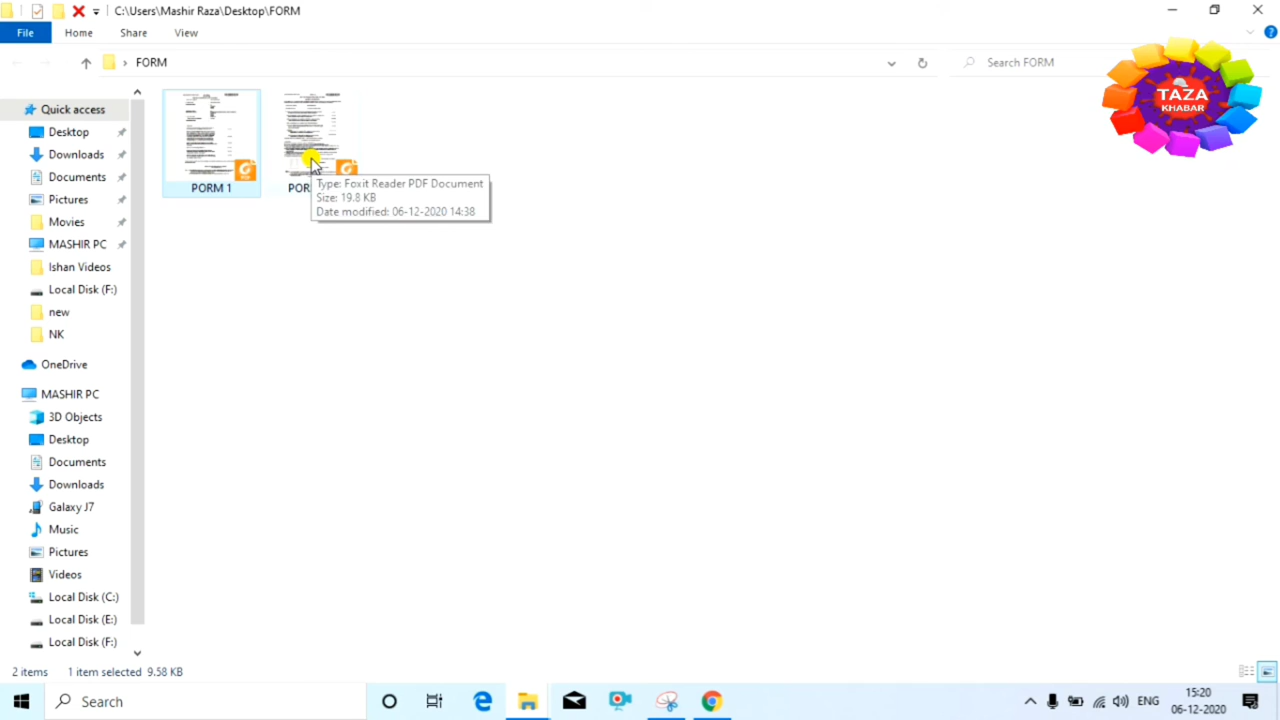 C:\Users\Mashir Raza\Desktop\FORM
File Home Share View
FORM
Search FORM
TAZA
KHABAR
uick access
Desktop
Downloads
Documents
Pictures
Movies
MASHIR PC
Ishan Videos
Local Disk (F:)
new
NK
OneDrive
MASHIR PC
3D Objects
Desktop
Documents
Downloads
Galaxy J7
Music
Pictures
Videos
Local Disk (C:)
Local Disk (E:)
Local Disk (F:)
PORM 1
POR
Type: Foxit Reader PDF Document
Size: 19.8 KB
Date modified: 06-12-2020 14:38
2 items 1 item selected 9.58 KB
Search
ENG
15:20
06-12-2020